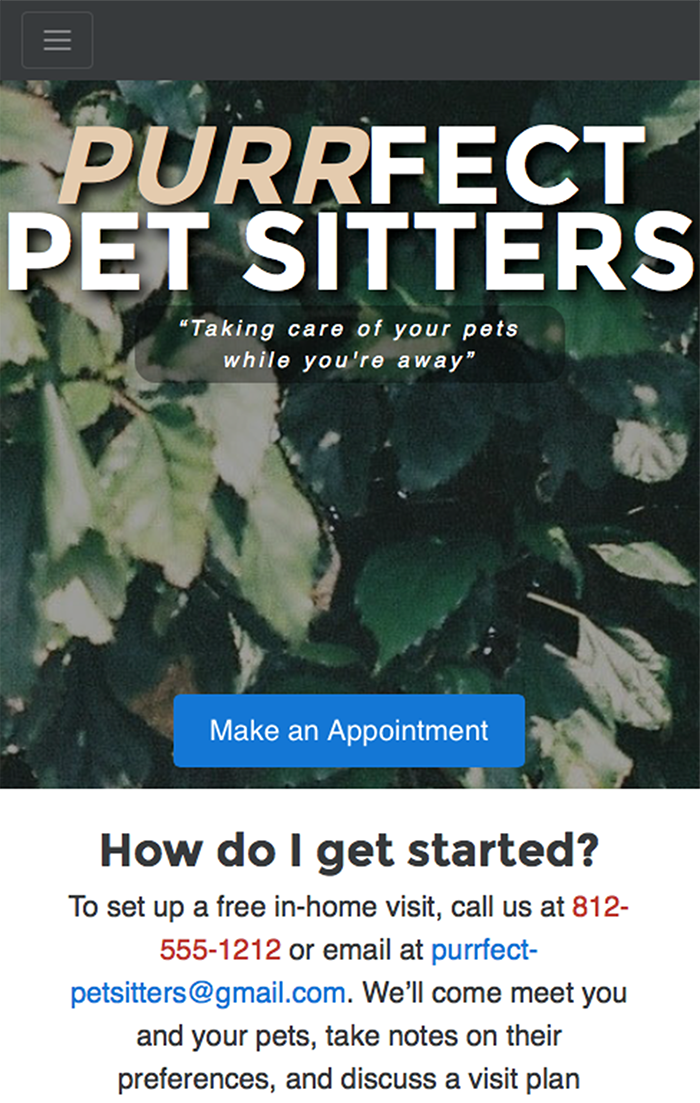 PURRFECT
PET SITTERS
“Taking care of your pets
while you're away”
Make an Appointment
How do I get started?
To set up a free in-home visit, call us at 812-
555-1212 or email at purrfect-
petsitters@gmail.com. We’ll come meet you
and your pets, take notes on their
preferences, and discuss a visit plan